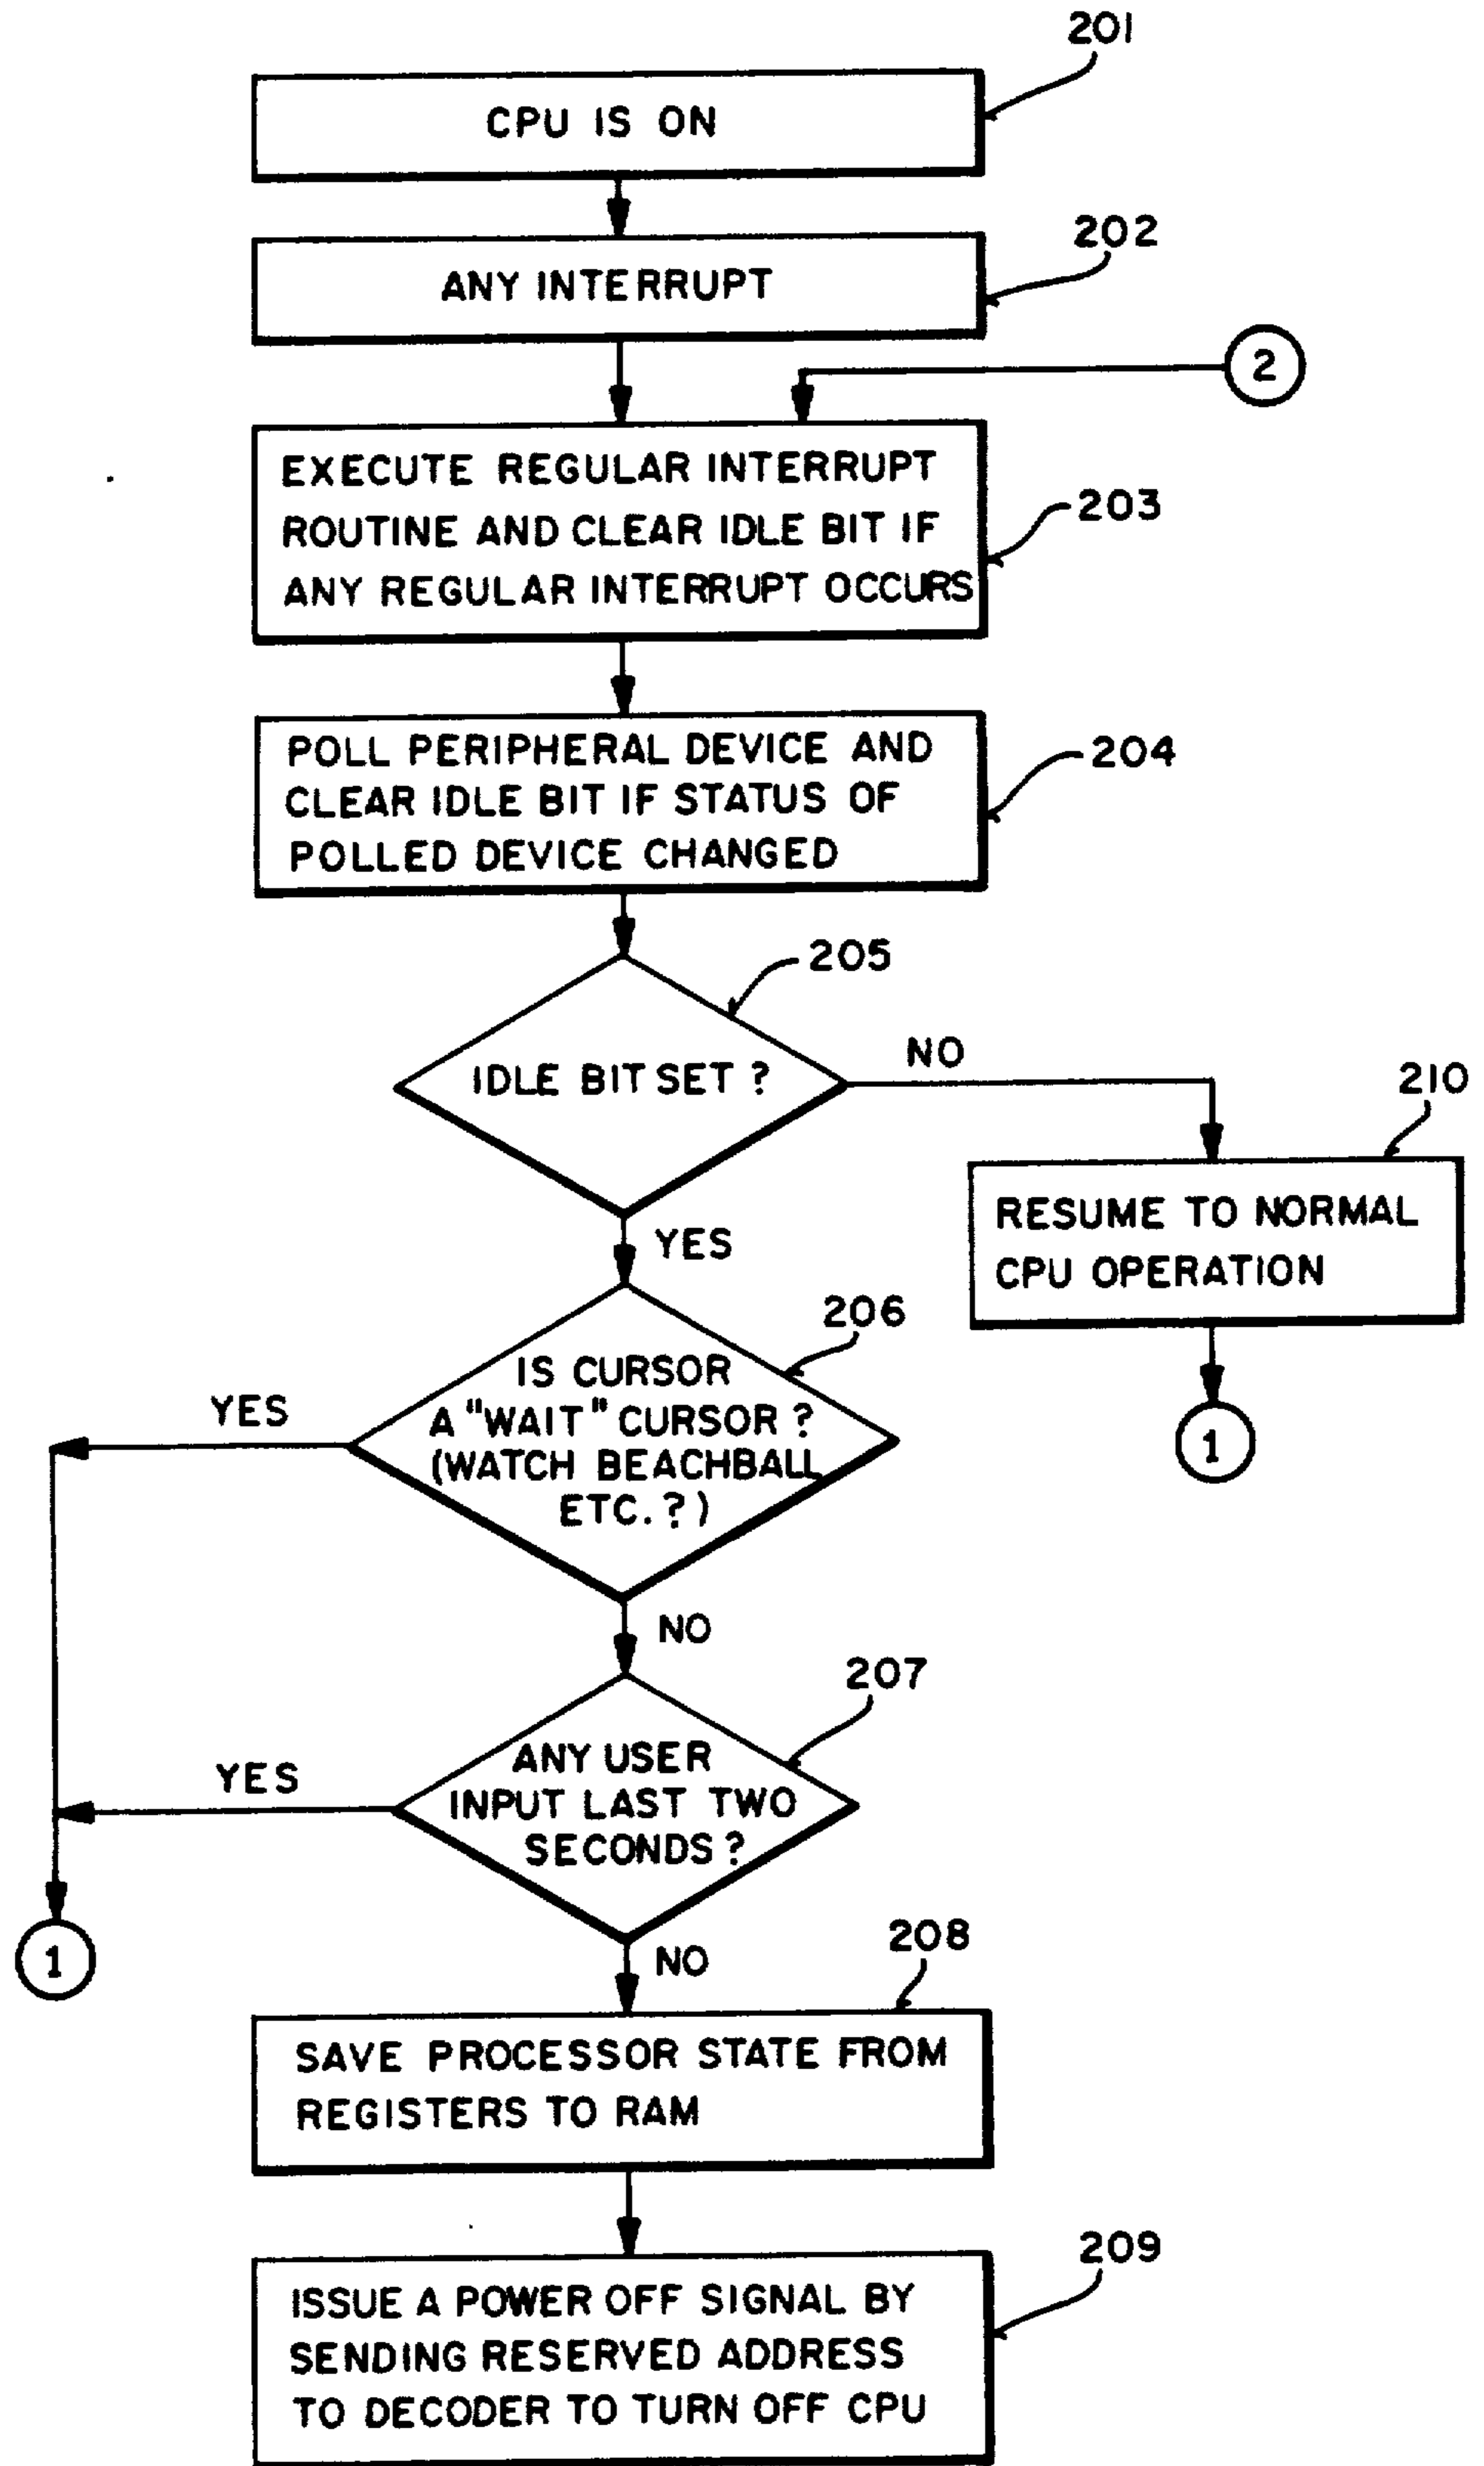 201
CPU IS ON
202
ANY INTERRUPT
2
EXECUTE REGULAR INTERRUPT
ROUTINE AND CLEAR IDLE BIT IF
ANY REGULAR INTERRUPT OCCURS
203
POLL PERIPHERAL DEVICE AND
CLEAR IDLE BIT IF STATUS OF
POLLED DEVICE CHANGED
204
205
IDLE BIT SET ?
NO
210
RESUME TO NORMAL
CPU OPERATION
1
YES
206
IS CURSOR
A "WAIT" CURSOR ?
(WATCH BEACHBALL
ETC. ?)
YES
NO
207
ANY USER
INPUT LAST TWO
SECONDS ?
YES
1
NO
208
SAVE PROCESSOR STATE FROM
REGISTERS TO RAM
209
ISSUE A POWER OFF SIGNAL BY
SENDING RESERVED ADDRESS
TO DECODER TO TURN OFF CPU